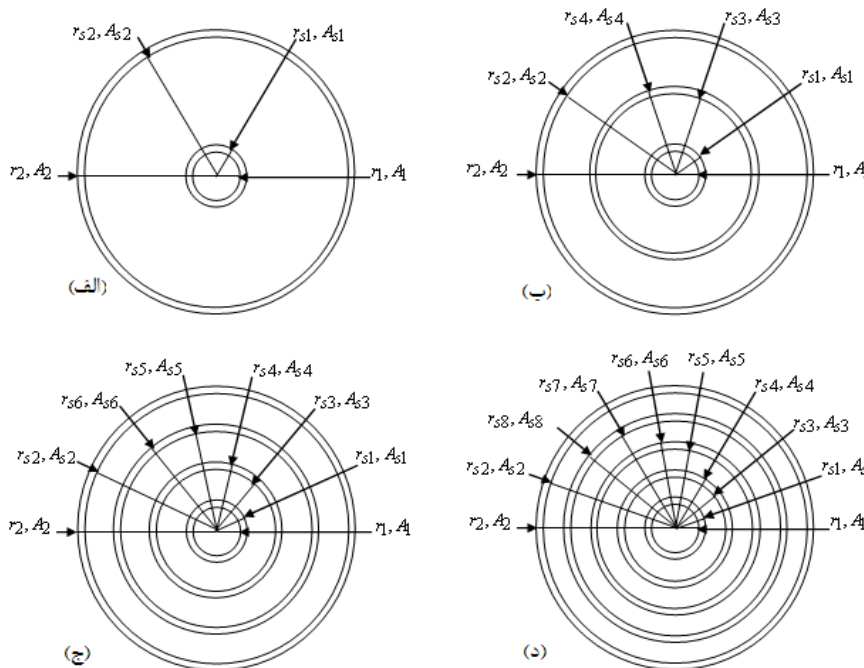 rs2, As2
rs1, As1
r2, A2
r1, A1
(الف)
rs4, As4
rs3, As3
rs2, As2
rs1, As1
r2, A2
r1, A
(ب)
rs5, As5
rs4, As4
rs6, As6
rs3, As3
rs2, As2
rs1, As1
r2, A2
r1, A1
(ج)
rs6, As6
rs5, As5
rs7, As7
rs4, As4
rs8, As8
rs3, As3
rs2, As2
rs1, As
r2, A2
r1, A1
(د)